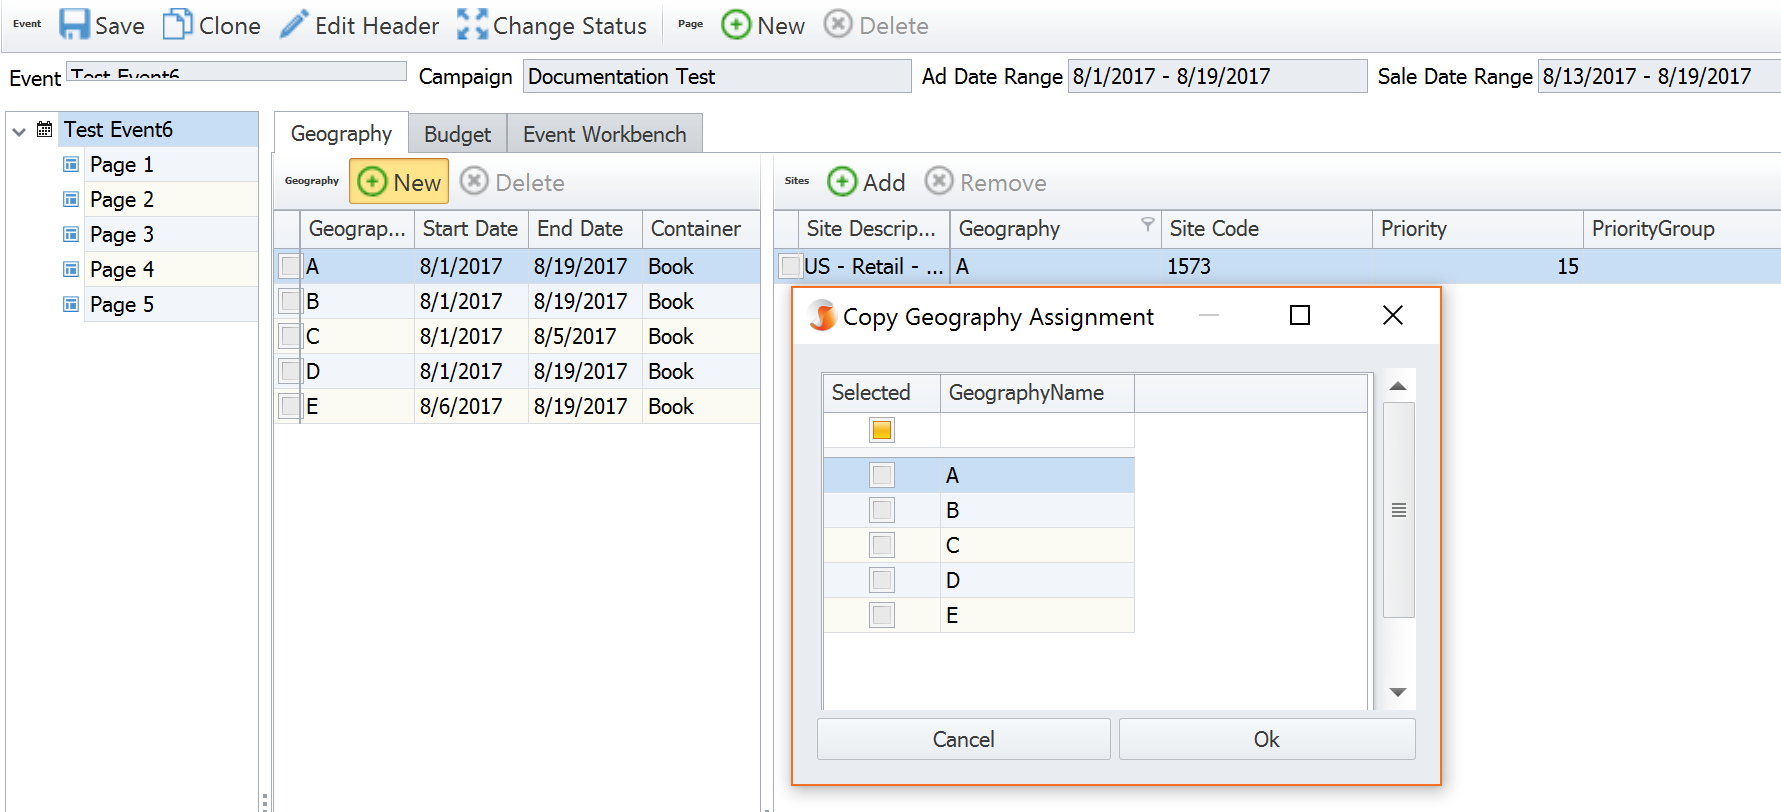 Event Save Clone Edit Header Change Status Page New Delete
Event Test Event6 Campaign Documentation Test Ad Date Range 8/1/2017 - 8/19/2017 Sale Date Range 8/13/2017 - 8/19/2017
Test Event6
Page 1
Page 2
Page 3
Page 4
Page 5
Geography Budget Event Workbench
Geography New Delete
Geograp... Start Date End Date Container
A 8/1/2017 8/19/2017 Book
B 8/1/2017 8/19/2017 Book
C 8/1/2017 8/5/2017 Book
D 8/1/2017 8/19/2017 Book
E 8/6/2017 8/19/2017 Book
Sites Add Remove
Site Descrip... Geography Site Code Priority PriorityGroup
US - Retail - ... A 1573 15
Copy Geography Assignment
Selected GeographyName
A
B
C
D
E
Cancel Ok